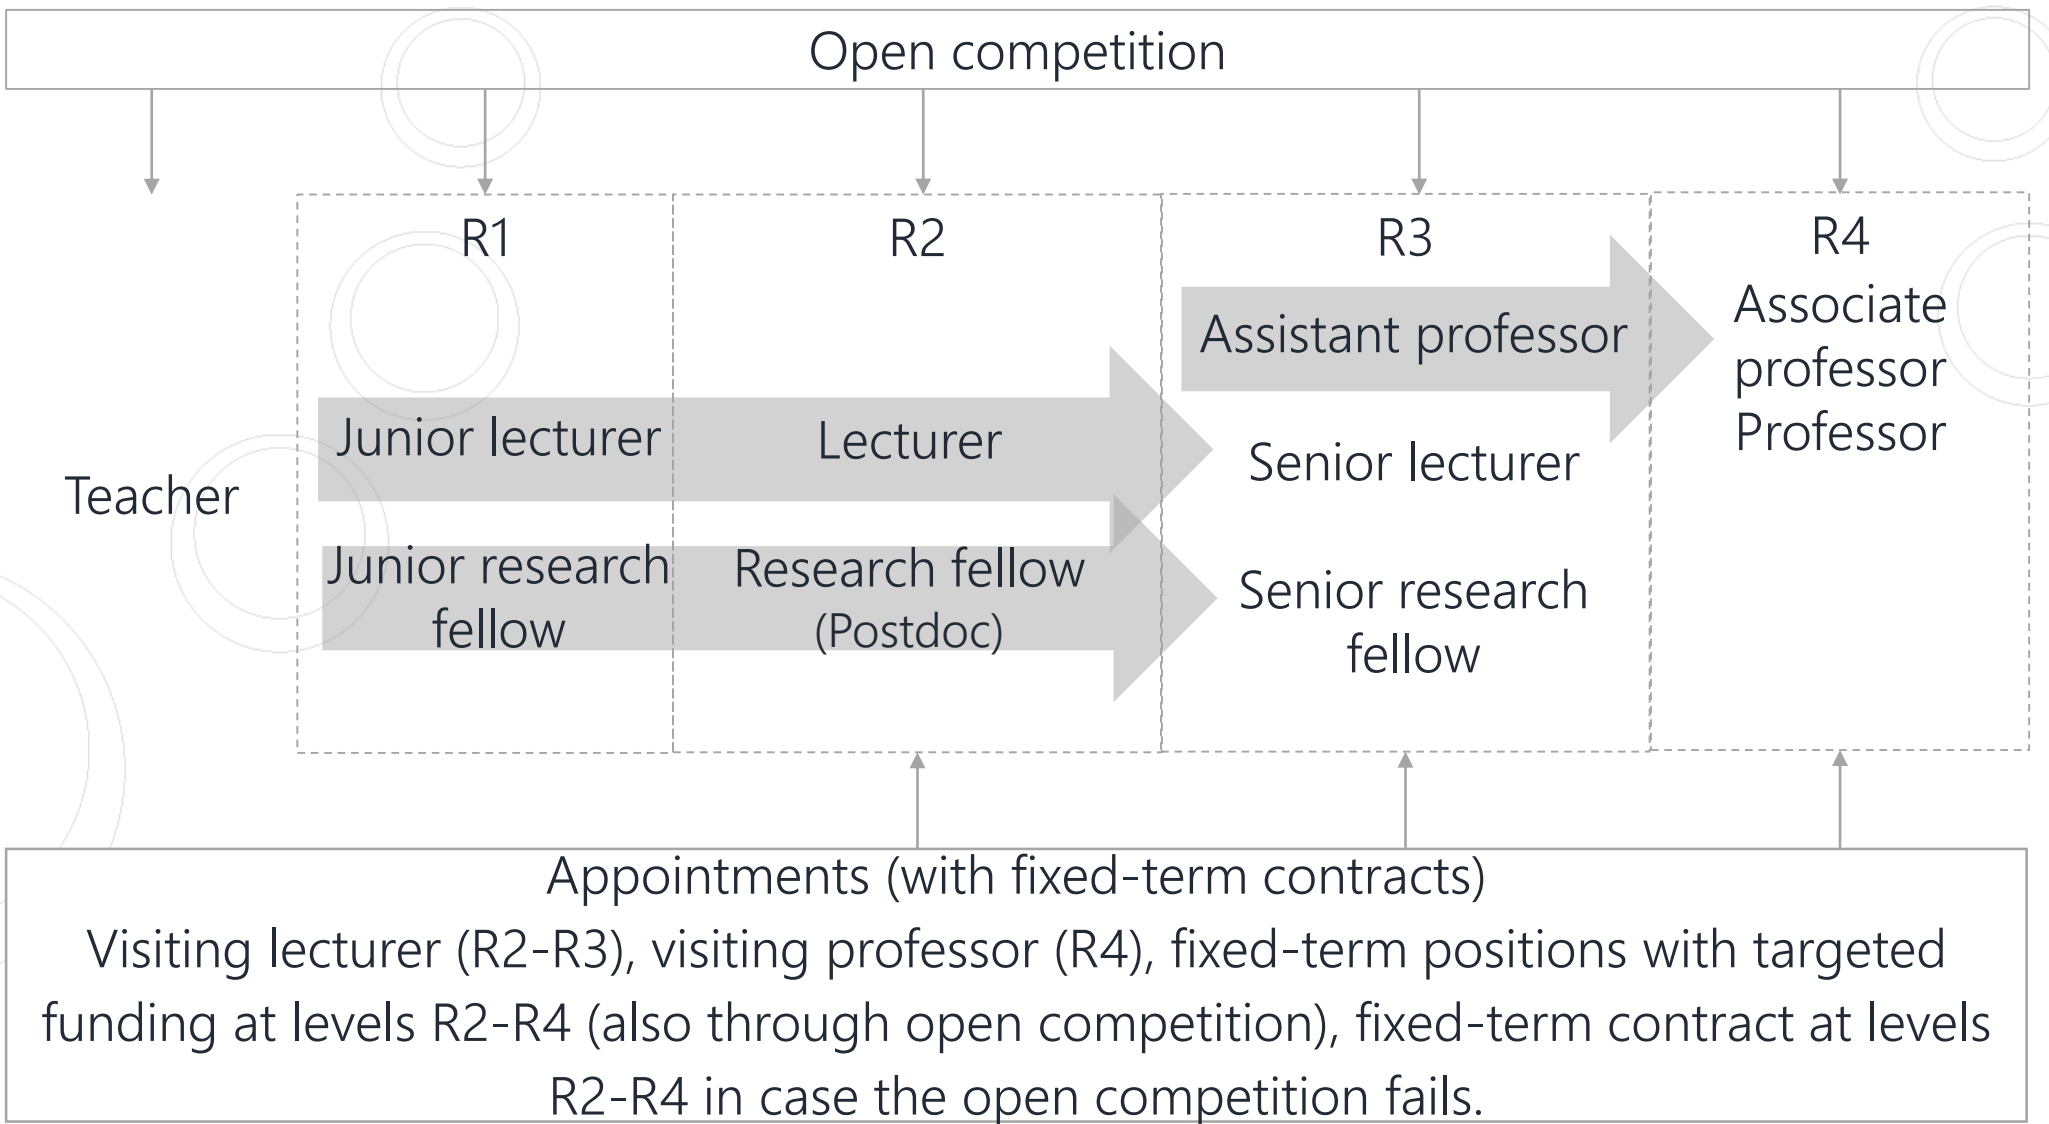 Open competition
R1
R2
R3
R4
Teacher
Junior lecturer
Lecturer
Assistant professor
Associate
professor
Professor
Senior lecturer
Junior research
fellow
Research fellow
(Postdoc)
Senior research
fellow
Appointments (with fixed-term contracts)
Visiting lecturer (R2-R3), visiting professor (R4), fixed-term positions with targeted
funding at levels R2-R4 (also through open competition), fixed-term contract at levels
R2-R4 in case the open competition fails.